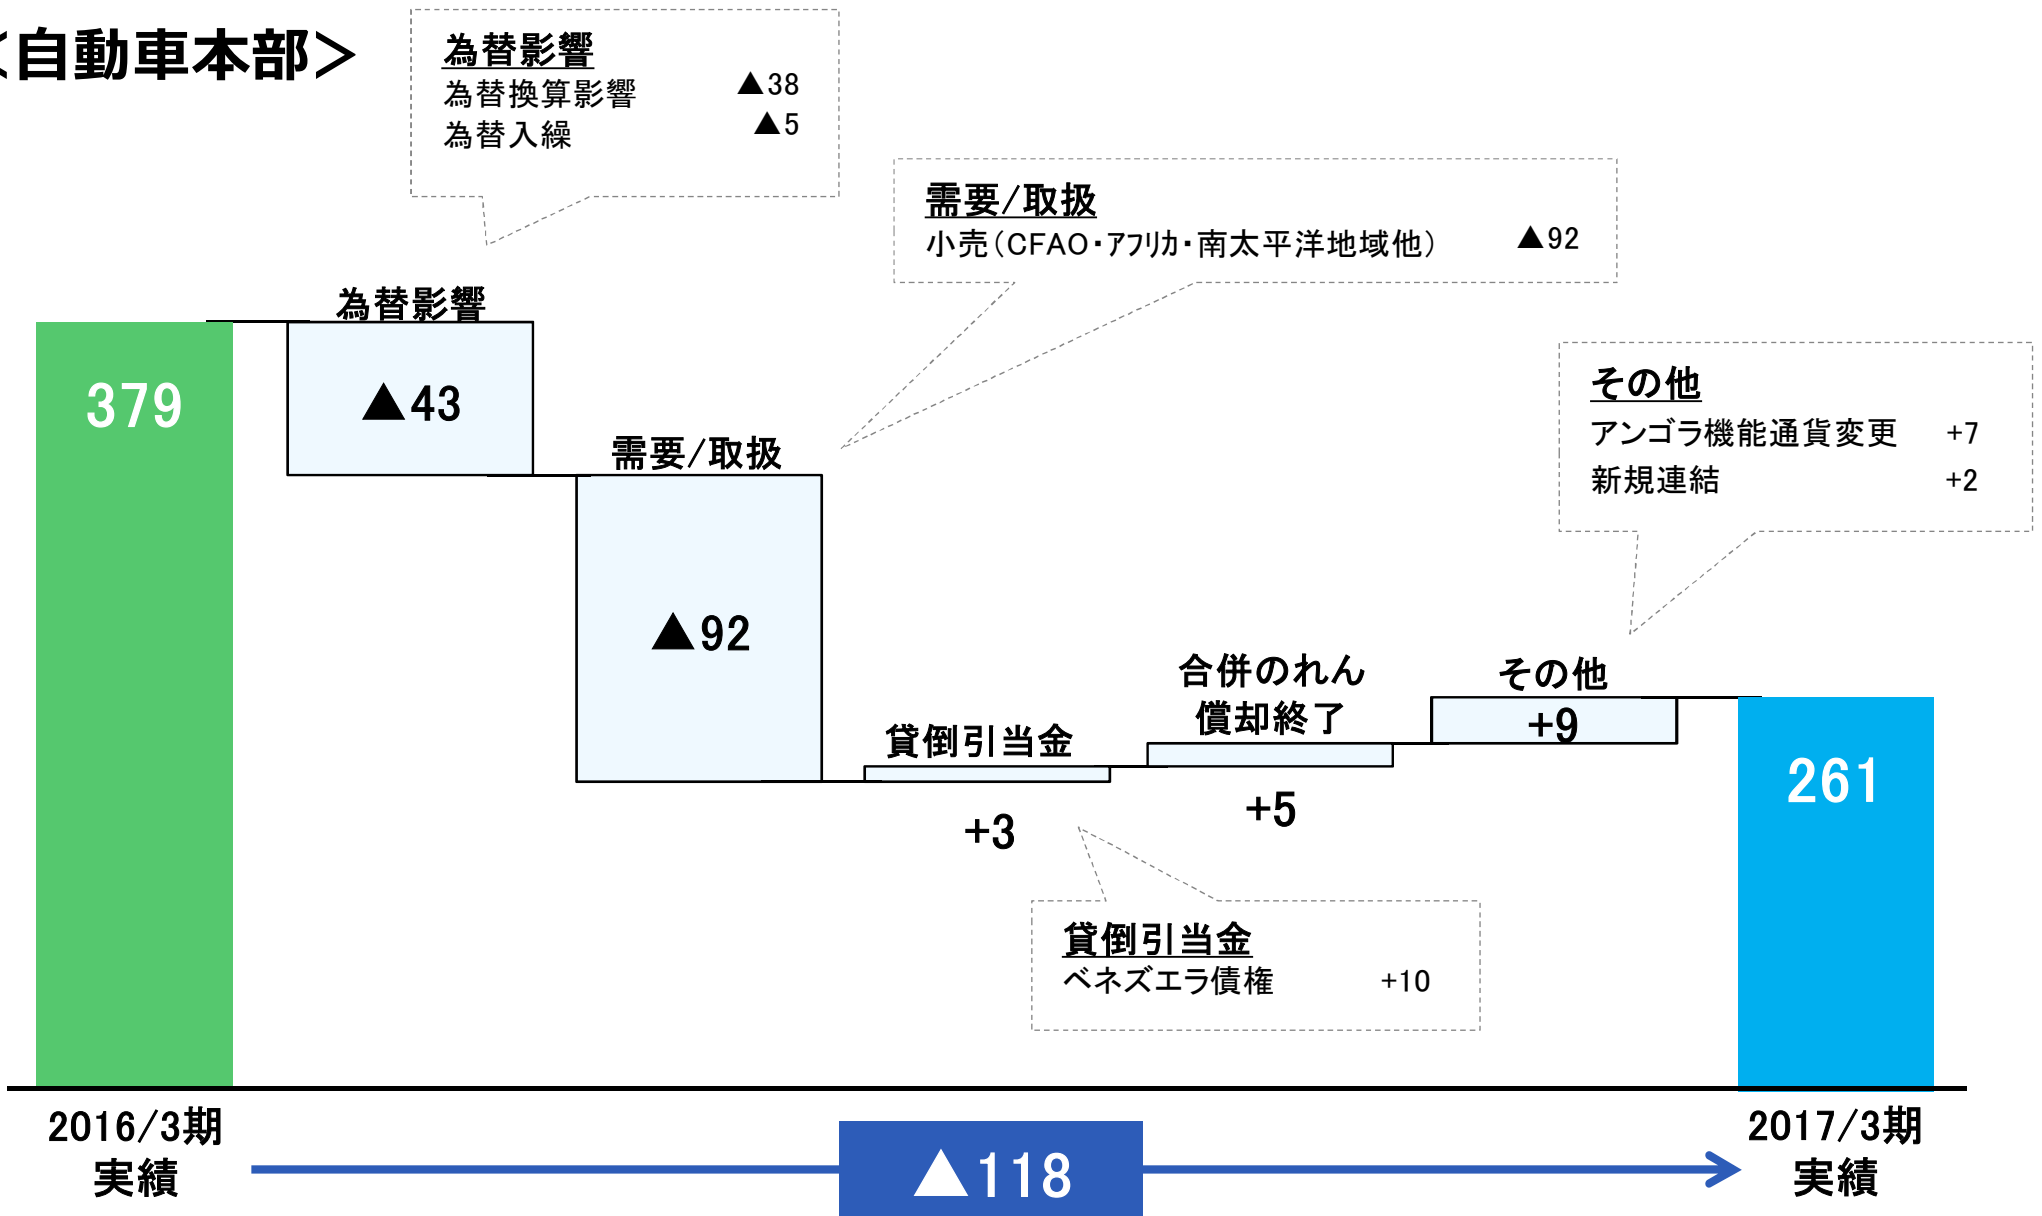 <自動車本部>
為替影響
為替換算影響 ▲38
為替入繰 ▲5
需要/取扱
小売(CFAO・アフリカ・南太平洋地域他) ▲92
その他
アンゴラ機能通貨変更 +7
新規連結 +2
為替影響
379
▲43
需要/取扱
▲92
貸倒引当金
+3
合併のれん
償却終了
+5
その他
+9
261
貸倒引当金
ベネズエラ債権 +10
2016/3期
実績
▲118
2017/3期
実績